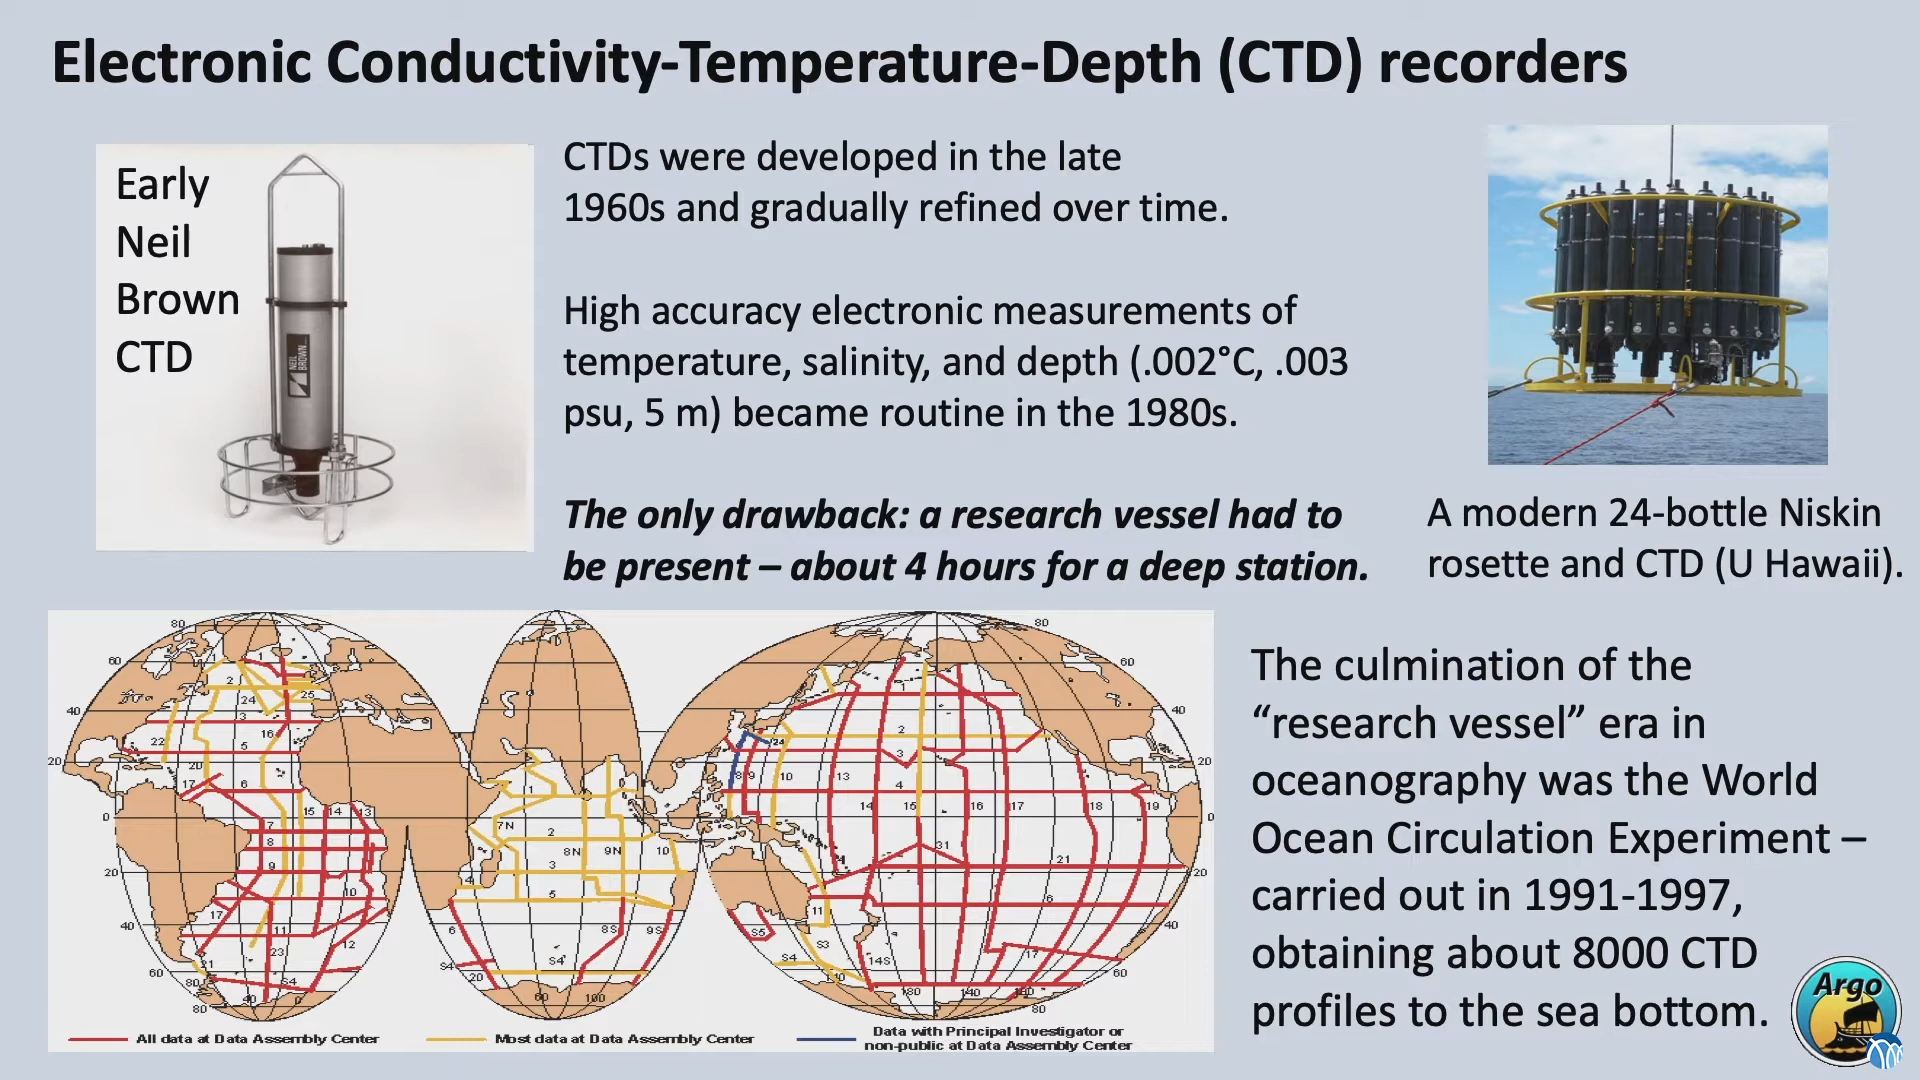 Electronic Conductivity-Temperature-Depth (CTD) recorders
Early
Neil
Brown
CTD
NEIL
BROWN
CTDs were developed in the late
1960s and gradually refined over time.
High accuracy electronic measurements of
temperature, salinity, and depth (.002°C, .003
psu, 5 m) became routine in the 1980s.
The only drawback: a research vessel had to
be present – about 4 hours for a deep station.
A modern 24-bottle Niskin
rosette and CTD (U Hawaii).
The culmination of the
“research vessel” era in
oceanography was the World
Ocean Circulation Experiment –
carried out in 1991-1997,
obtaining about 8000 CTD
profiles to the sea bottom.
All data at Data Assembly Center
Most data at Data Assembly Center
Data with Principal Investigator or
non-public at Data Assembly Center
Argo